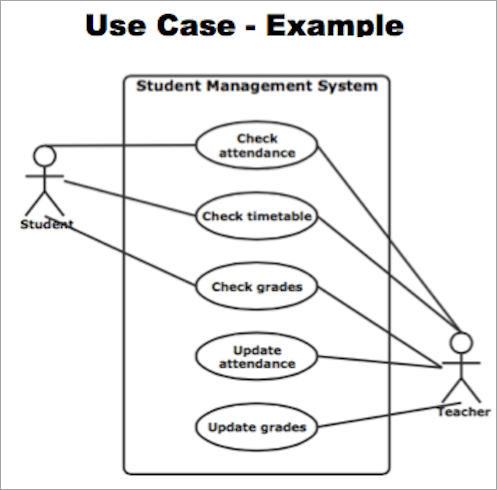 Use Case - Example
Student Management System
Check
attendance
Student
Check timetable
Check grades
Update
attendance
Teacher
Update grades